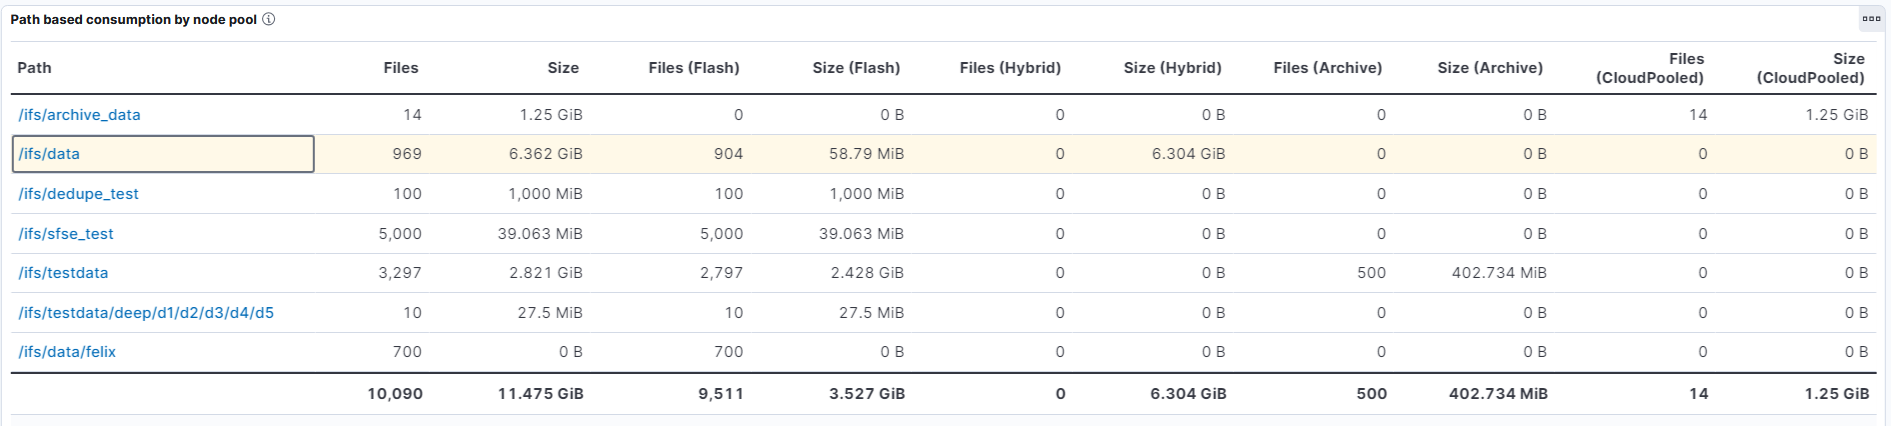 Path based consumption by node pool
Path Files Size Files (Flash) Size (Flash) Files (Hybrid) Size (Hybrid) Files (Archive) Size (Archive) Files (CloudPooled) Size (CloudPooled)
/ifs/archive_data 14 1.25 GiB 0 0 B 0 0 B 0 0 B 14 1.25 GiB
/ifs/data 969 6.362 GiB 904 58.79 MiB 0 6.304 GiB 0 0 B 0 0 B
/ifs/dedupe_test 100 1,000 MiB 100 1,000 MiB 0 0 B 0 0 B 0 0 B
/ifs/sfse_test 5,000 39.063 MiB 5,000 39.063 MiB 0 0 B 0 0 B 0 0 B
/ifs/testdata 3,297 2.821 GiB 2,797 2.428 GiB 0 0 B 500 402.734 MiB 0 0 B
/ifs/testdata/deep/d1/d2/d3/d4/d5 10 27.5 MiB 10 27.5 MiB 0 0 B 0 0 B 0 0 B
/ifs/data/felix 700 0 B 700 0 B 0 0 B 0 0 B 0 0 B
10,090 11.475 GiB 9,511 3.527 GiB 0 6.304 GiB 500 402.734 MiB 14 1.25 GiB